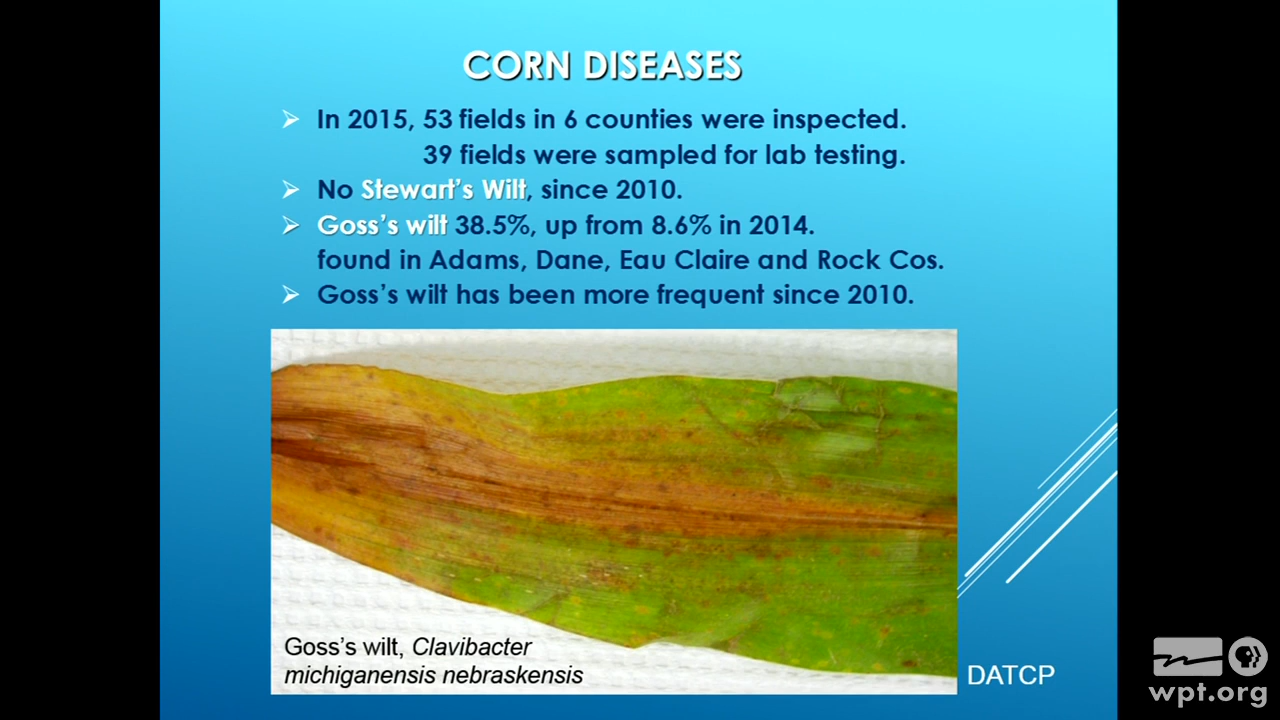 CORN DISEASES
In 2015, 53 fields in 6 counties were inspected.
39 fields were sampled for lab testing.
No Stewart's Wilt, since 2010.
Goss's wilt 38.5%, up from 8.6% in 2014.
found in Adams, Dane, Eau Claire and Rock Cos.
Goss's wilt has been more frequent since 2010.
Goss's wilt, Clavibacter
michiganensis nebraskensis
DATCP
wpt.org